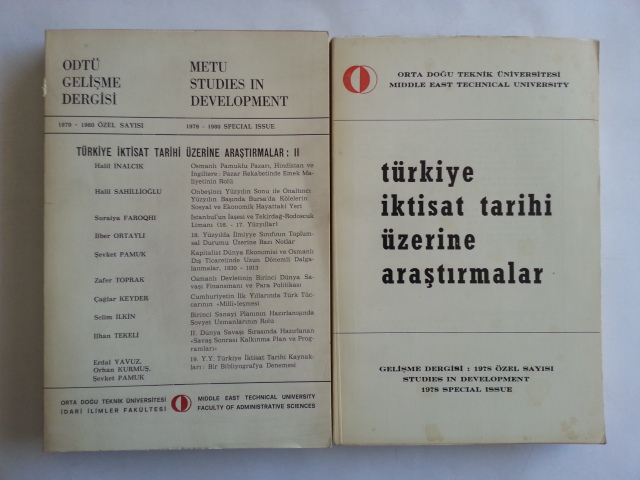 ODTÜ
GELİŞME
DERGİSİ
METU
STUDIES IN
DEVELOPMENT
1979 - 1980 ÖZEL SAYISI
1979 - 1980 SPECIAL ISSUE
TÜRKİYE İKTİSAT TARİHİ ÜZERİNE ARAŞTIRMALAR: II
Halil İNALCIK
Osmanlı Pamuklu Pazarı, Hindistan ve
İngiltere: Pazar Rekabetinde Emek Ma-
liyetinin Rolü
Halil SAHİLLİOĞLU
Onbeşinci Yüzyılın Sonu ile Onaltıncı
Yüzyılın Başında Bursa'da Kölelerin
Sosyal ve Ekonomik Hayattaki Yeri
Suraiya FAROQHI
İstanbul'un İaşesi ve Tekirdağ-Rodoscuk
Limanı (16. - 17. Yüzyıllar)
İlber ORTAYLI
18. Yüzyılda İlmiyye Sınıfının Toplum-
sal Durumu Üzerine Bazı Notlar
Şevket PAMUK
Kapitalist Dünya Ekonomisi ve Osmanlı
Dış Ticaretinde Uzun Dönemli Dalga-
lanmalar, 1830 - 1913
Zafer TOPRAK
Osmanlı Devletinin Birinci Dünya Sa-
vaşı Finansmanı ve Para Politikası
Çağlar KEYDER
Cumhuriyetin İlk Yıllarında Türk Tüc-
carının «Milli»leşmesi
Selim İLKİN
Birinci Sanayi Planının Hazırlanışında
Sovyet Uzmanlarının Rolü
İlhan TEKELİ
II. Dünya Savaşı Sırasında Hazırlanan
«Savaş Sonrası Kalkınma Plan ve Prog-
ramları»
Erdal YAVUZ,
Orhan KURMUŞ,
Şevket PAMUK
19. Y.Y. Türkiye İktisat Tarihi Kaynak-
ları: Bir Bibliyografya Denemesi
ORTA DOĞU TEKNİK ÜNİVERSİTESİ
İDARİ İLİMLER FAKÜLTESİ
MIDDLE EAST TECHNICAL UNIVERSITY
FACULTY OF ADMINISTRATIVE SCIENCES
ORTA DOĞU TEKNİK ÜNİVERSİTESİ
MIDDLE EAST TECHNICAL UNIVERSITY
türkiye
iktisat tarihi
üzerine
araştırmalar
GELİŞME DERGİSİ : 1978 ÖZEL SAYISI
STUDIES IN DEVELOPMENT
1978 SPECIAL ISSUE